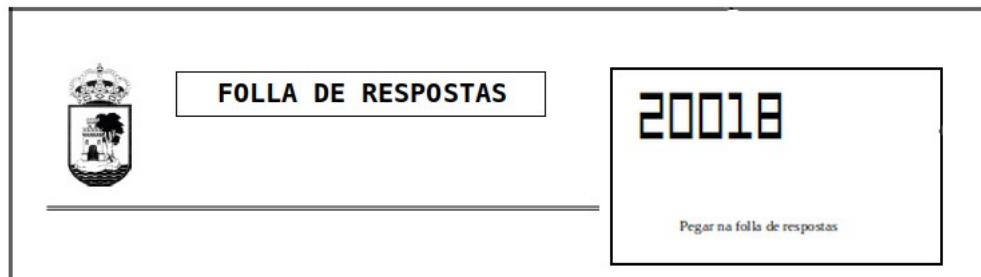 FOLLA DE RESPOSTAS
20018
Pegar na folla de respostas